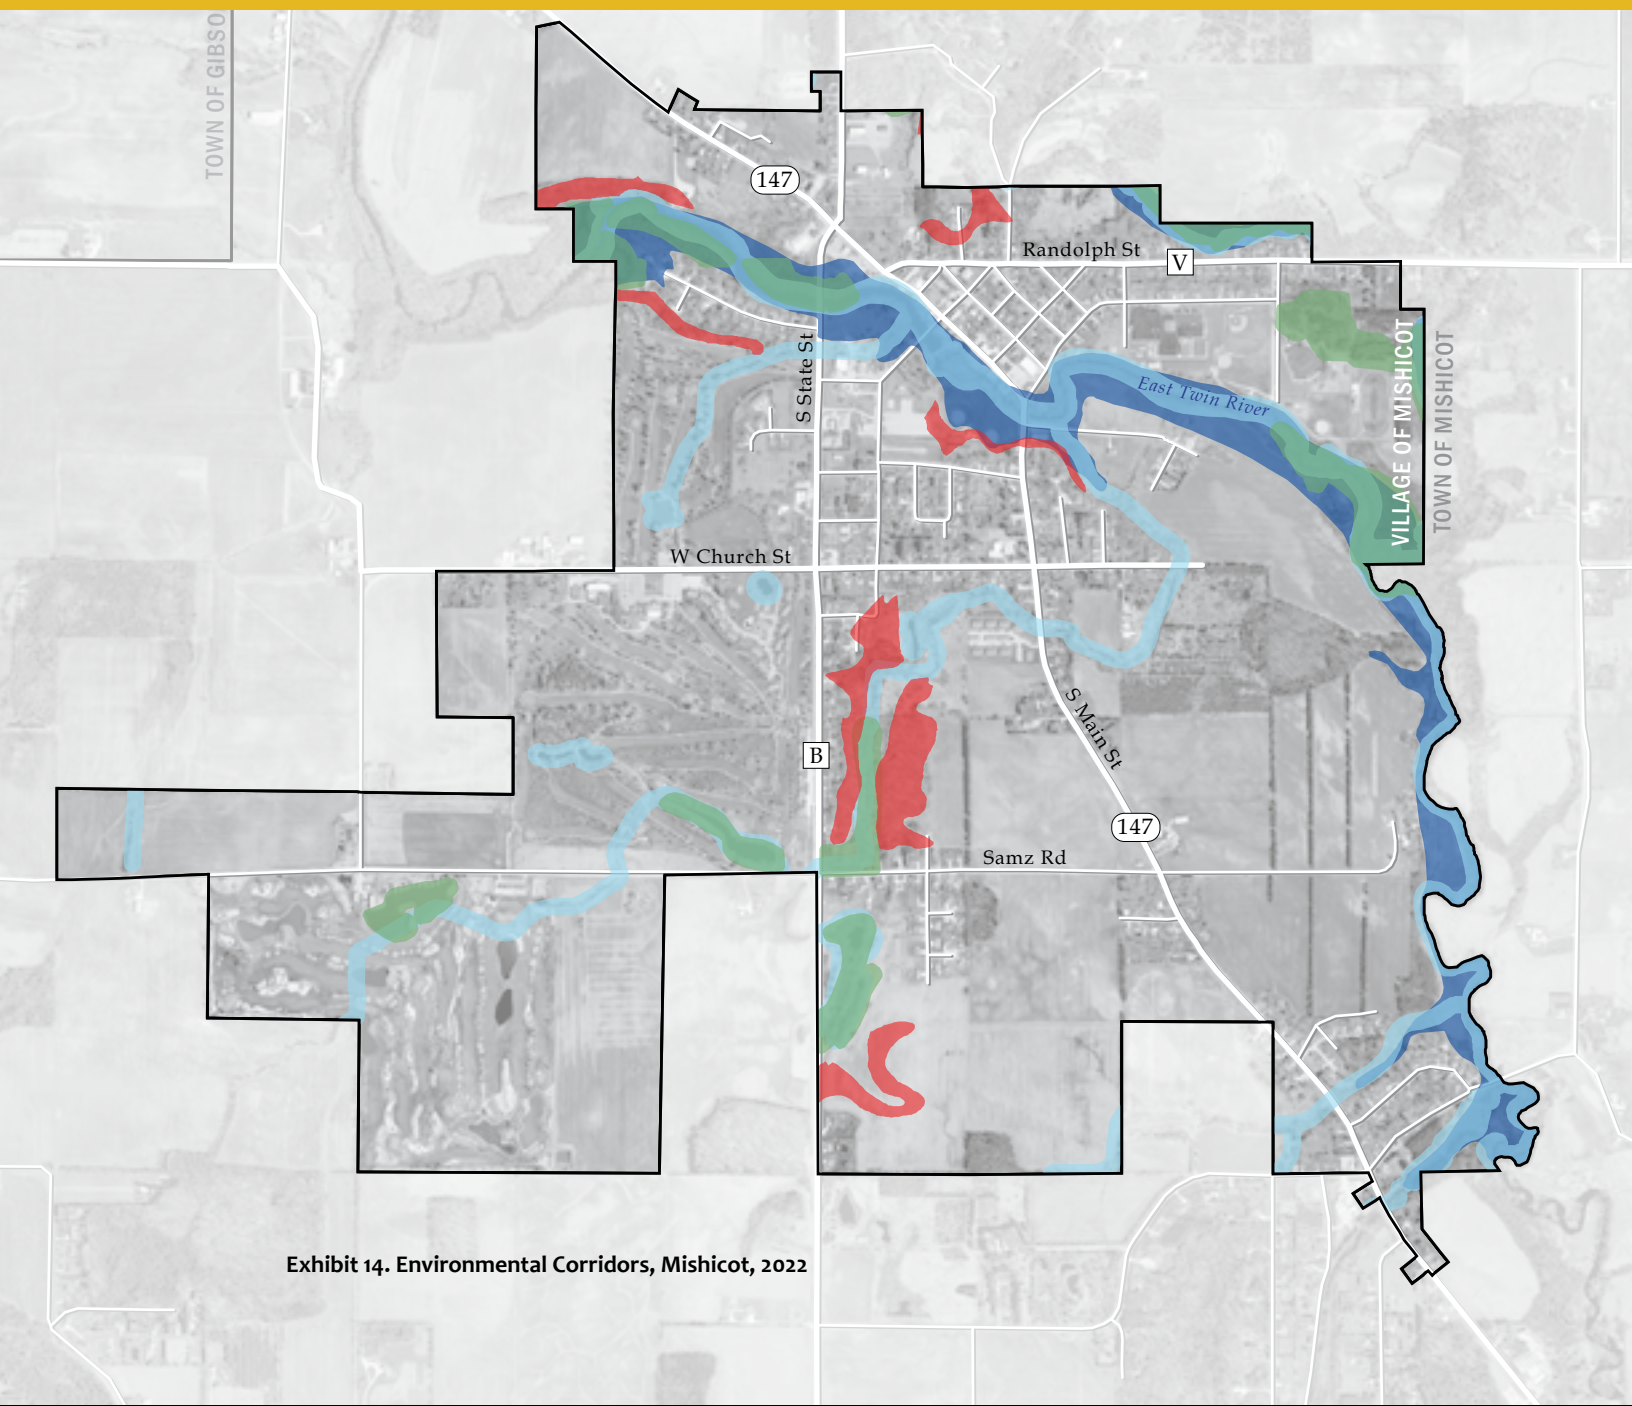 TOWN OF GIBSO
147
Randolph St
V
S State St
East Twin River
VILLAGE OF MISHICOT
TOWN OF MISHICOT
W Church St
S Main St
B
147
Samz Rd
Exhibit 14. Environmental Corridors, Mishicot, 2022